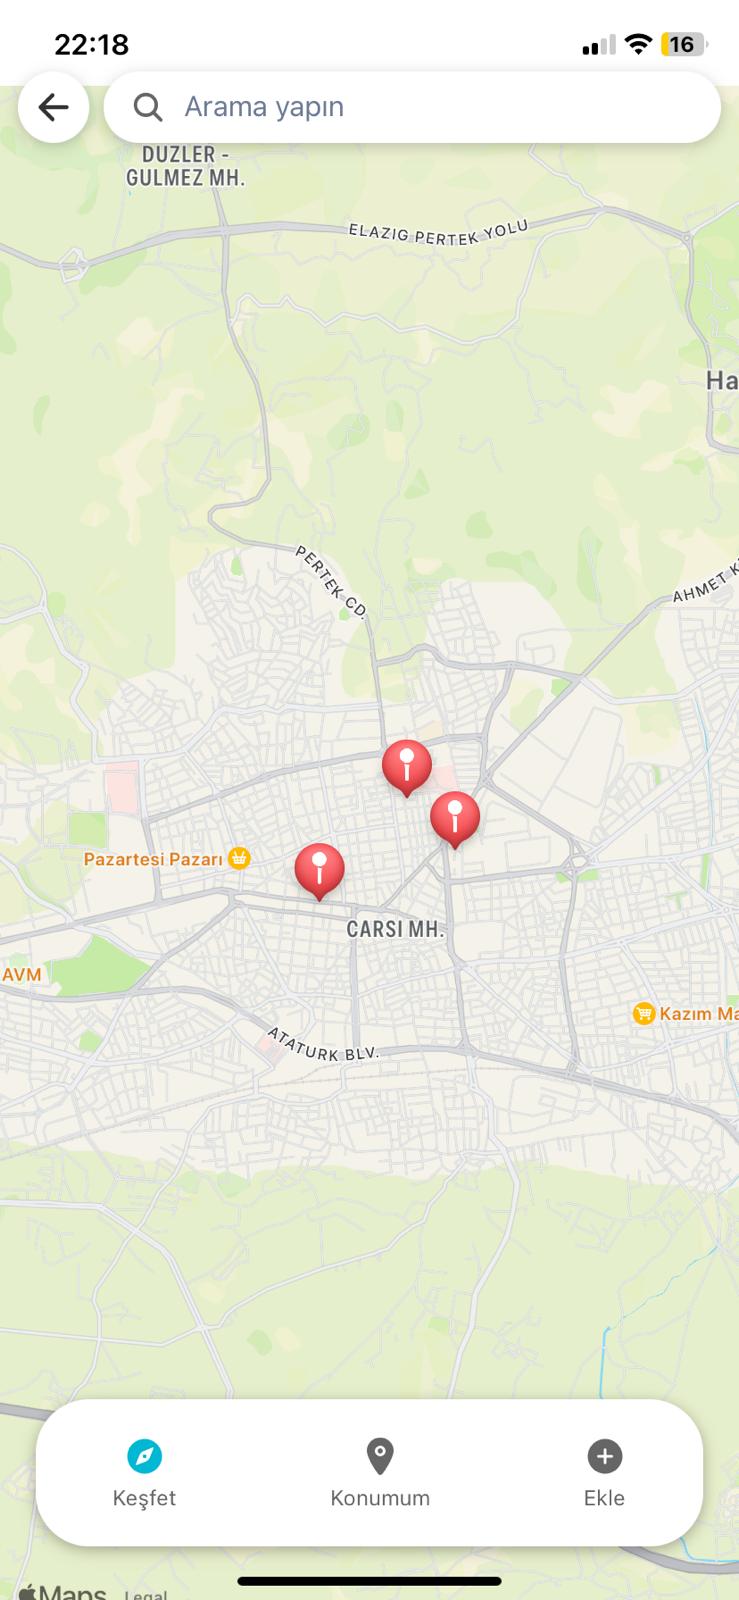 22:18
16
Arama yapın
DUZLER -
GULMEZ MH.
ELAZIG PERTEK YOLU
Ha
PERTEK CD.
AHMET K
Pazartesi Pazarı
CARSI MH.
AVM
Kazım Ma
ATATURK BLV.
Keşfet
Konumum
Ekle
Maps Legal